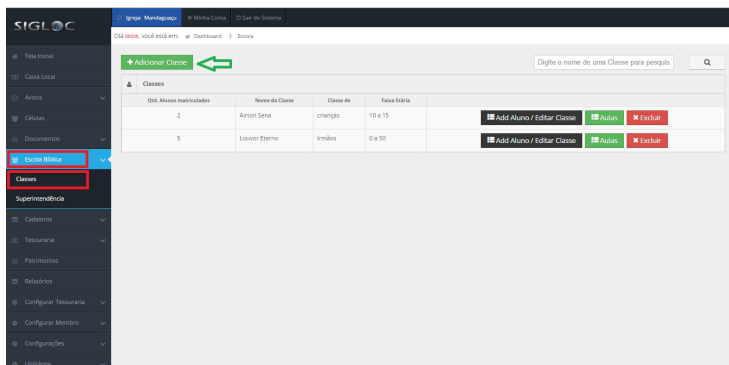 SIGLOC
Igreja: Mandaguaçu Minha Conta Sair do Sistema
Olá tesse, você está em: Dashboard > Escola
Tela Inicial
Caixa Local
Avisos
Células
Documentos
Escola Bíblica
Classes
Superintendência
Cadastros
Tesouraria
Patrimonios
Relatórios
Configurar Tesouraria
Configurar Membro
Configurações
Utilitários
Adicionar Classe
Digite o nome de uma Classe para pesquis
Classes
Qtd. Alunos matriculados Nome da Classe Classe de Faixa Etária
2 Airton Sena crianças 10 a 15 Add Aluno / Editar Classe Aulas Excluir
5 Louvor Eterno Irmãos 0 a 50 Add Aluno / Editar Classe Aulas Excluir